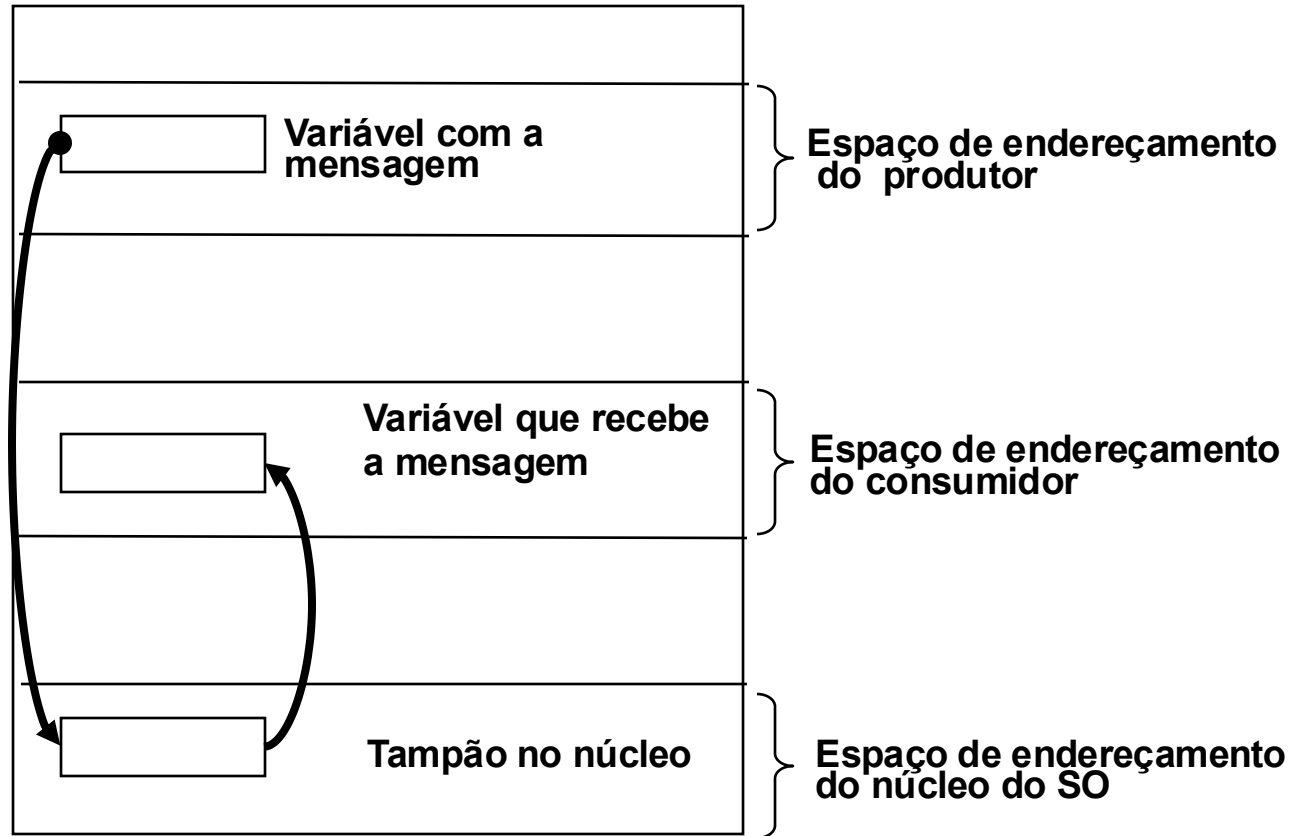 Variável com a
mensagem
Espaço de endereçamento
do produtor
Variável que recebe
a mensagem
Espaço de endereçamento
do consumidor
Tampão no núcleo
Espaço de endereçamento
do núcleo do SO